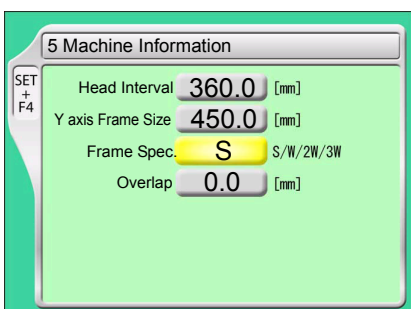 5 Machine Information
SET
+
F4
Head Interval 360.0 [mm]
Y axis Frame Size 450.0 [mm]
Frame Spec. S S/W/2W/3W
Overlap 0.0 [mm]